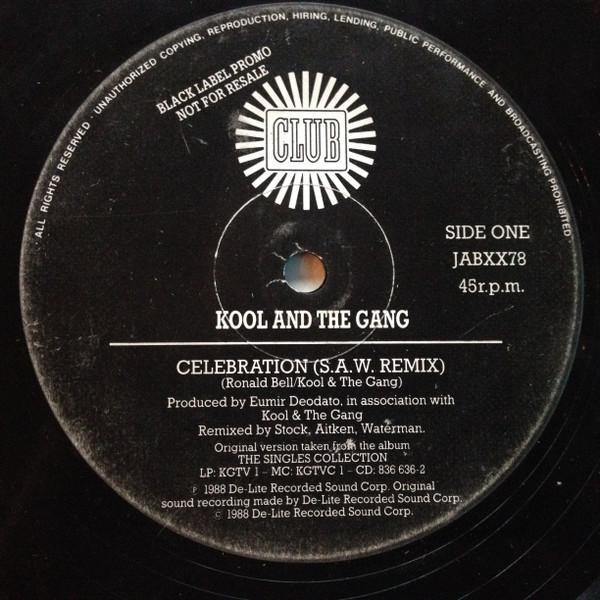 ALL RIGHTS RESERVED UNAUTHORIZED COPYING, REPRODUCTION, HIRING, LENDING, PUBLIC PERFORMANCE AND BROADCASTING PROHIBITED
BLACK LABEL PROMO
NOT FOR RESALE
CLUB
SIDE ONE
JABXX78
45r.p.m.
KOOL AND THE GANG
CELEBRATION (S.A.W. REMIX)
(Ronald Bell/Kool & The Gang)
Produced by Eumir Deodato, in association with
Kool & The Gang
Remixed by Stock, Aitken, Waterman.
Original version taken from the album
THE SINGLES COLLECTION
LP: KGTV 1 – MC: KGTVC 1 – CD: 836 636-2
℗ 1988 De-Lite Recorded Sound Corp. Original
sound recording made by De-Lite Recorded Sound Corp.
© 1988 De-Lite Recorded Sound Corp.